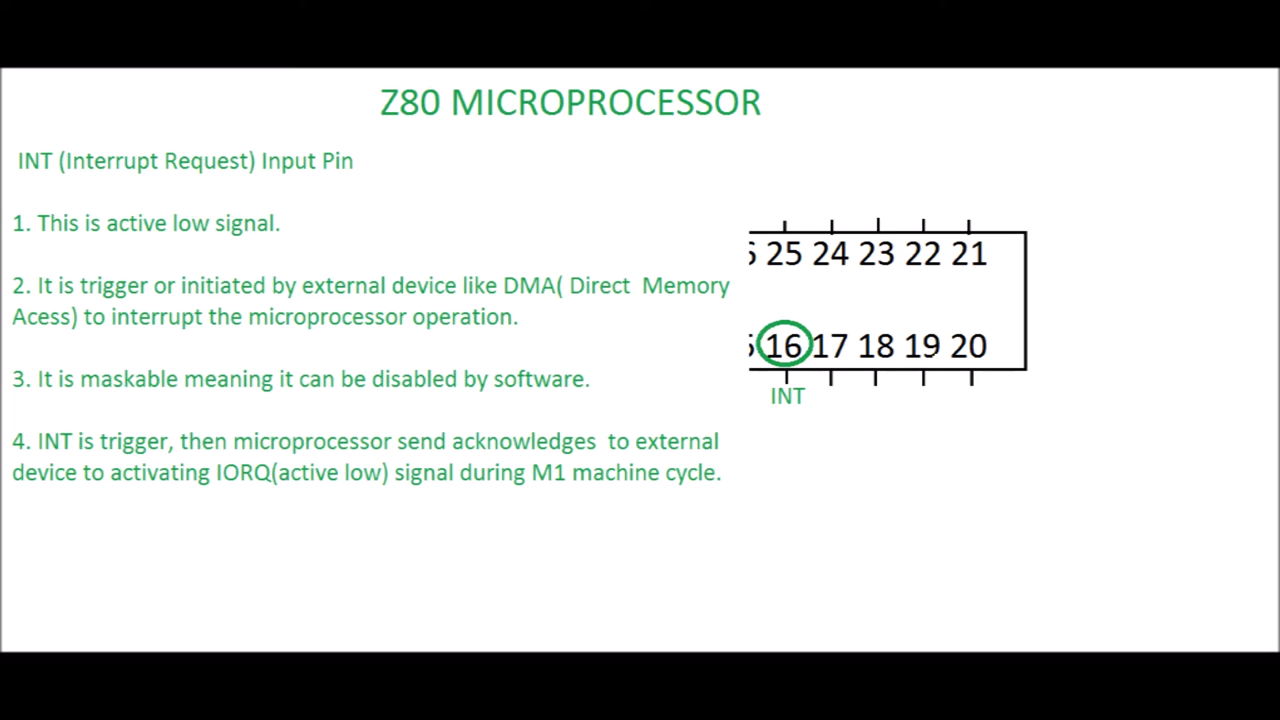 Z80 MICROPROCESSOR
INT (Interrupt Request) Input Pin
1. This is active low signal.
2. It is trigger or initiated by external device like DMA( Direct Memory
Acess) to interrupt the microprocessor operation.
3. It is maskable meaning it can be disabled by software.
4. INT is trigger, then microprocessor send acknowledges to external
device to activating IORQ(active low) signal during M1 machine cycle.
25 24 23 22 21
16 17 18 19 20
INT